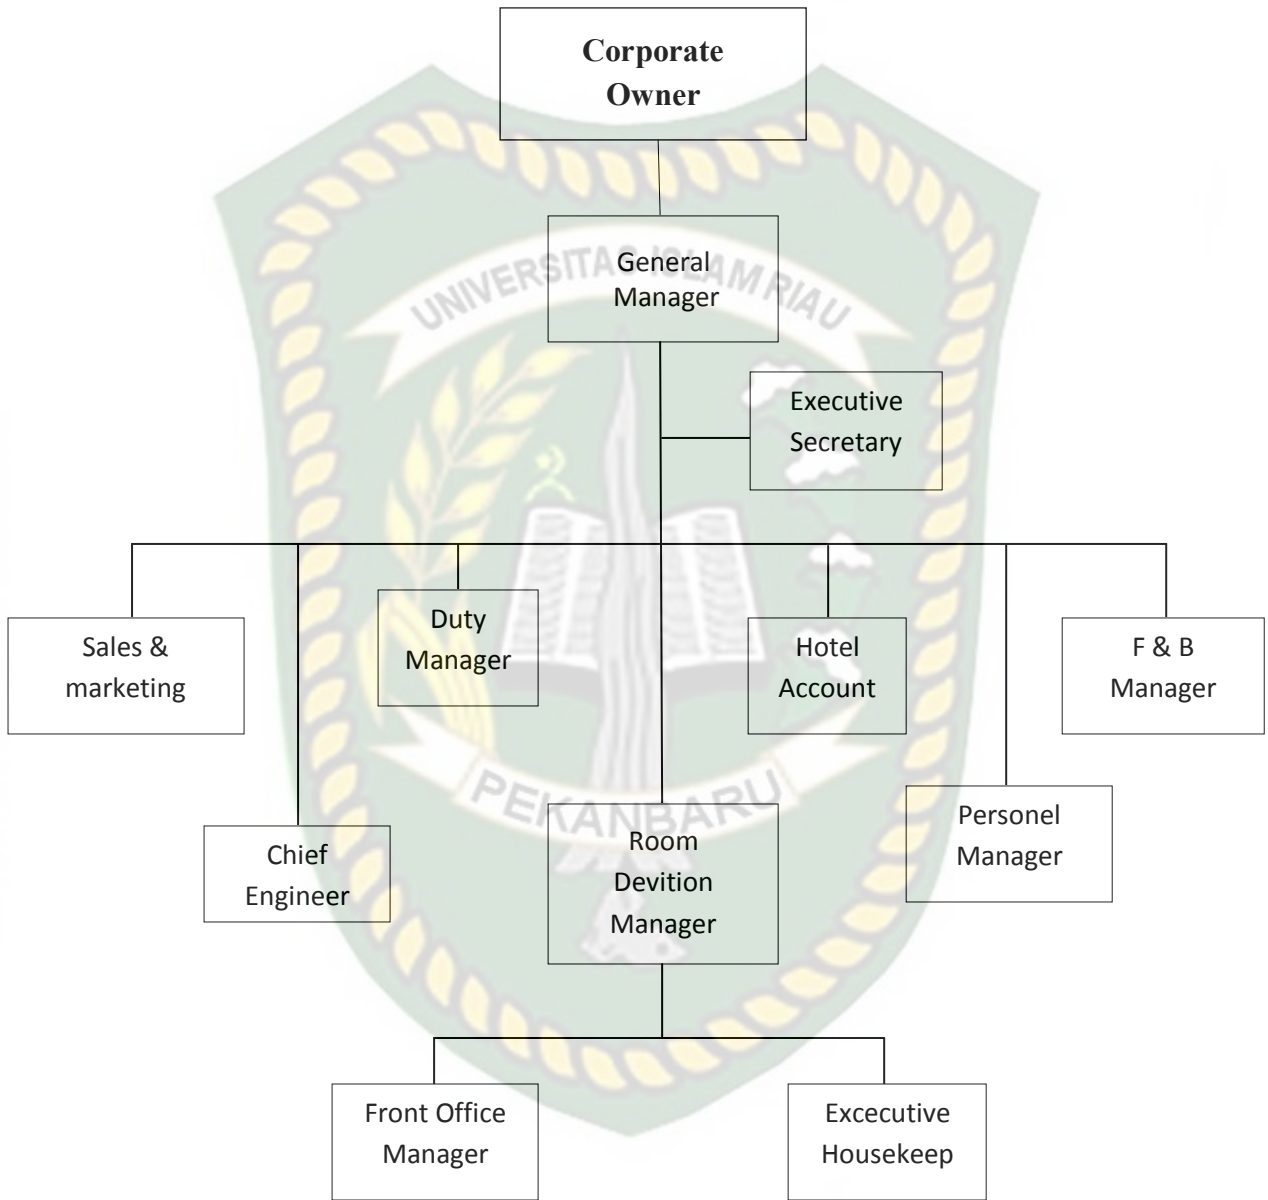 Corporate
Owner
UNIVERSITAS ISLAM RIAU
General
Manager
Executive
Secretary
Sales &
marketing
Duty
Manager
Hotel
Account
F & B
Manager
PEKANBARU
Chief
Engineer
Room
Devition
Manager
Personel
Manager
Front Office
Manager
Excecutive
Housekeep